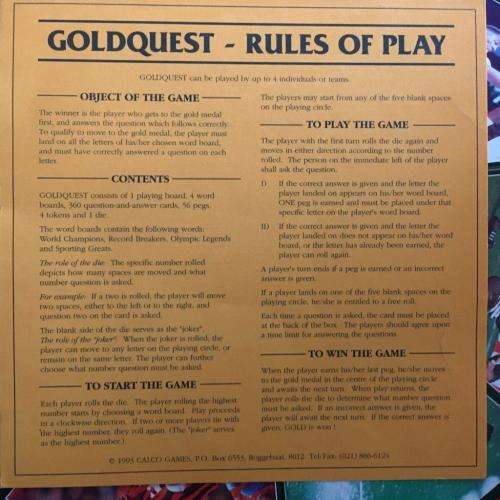 GOLDQUEST - RULES OF PLAY
GOLDQUEST can be played by up to 4 individuals or teams.
OBJECT OF THE GAME
The winner is the player who gets to the gold medal
first, and answers the question which follows correctly.
To qualify to move to the gold medal, the player must
land on all the letters of his/her chosen word board,
and must have correctly answered a question on each
letter.
CONTENTS
GOLDQUEST consists of 1 playing board, 4 word
boards, 360 question-and-answer cards, 56 pegs,
4 tokens and 1 die.
The word boards contain the following words:
World Champions, Record Breakers, Olympic Legends
and Sporting Greats.
The role of the die: The specific number rolled
depicts how many spaces are moved and what
number question is asked.
For example: If a two is rolled, the player will move
two spaces, either to the left or to the right, and
question two on the card is asked.
The blank side of the die serves as the "joker".
The role of the "joker": When the joker is rolled, the
player can move to any letter on the playing circle, or
remain on the same letter. The player can further
choose what number question must be asked.
TO START THE GAME
Each player rolls the die. The player rolling the highest
number starts by choosing a word board. Play proceeds
in a clockwise direction. If two or more players tie with
the highest number, they roll again. (The "joker" serves
as the highest number.)
The players may start from any of the five blank spaces
on the playing circle.
TO PLAY THE GAME
The player with the first turn rolls the die again and
moves in either direction according to the number
rolled. The person on the immediate left of the player
shall ask the question.
I) If the correct answer is given and the letter the
player landed on appears on his/her word board,
ONE peg is earned and must be placed under that
specific letter on the player's word board.
II) If the correct answer is given and the letter the
player landed on does not appear on his/her word
board, or the letter has already been earned, the
player can roll again.
A player's turn ends if a peg is earned or an incorrect
answer is given.
If a player lands on one of the five blank spaces on the
playing circle, he/she is entitled to a free roll.
Each time a question is asked, the card must be placed
at the back of the box. The players should agree upon
a time limit for answering the questions.
TO WIN THE GAME
When the player earns his/her last peg, he/she moves
to the gold medal in the centre of the playing circle
and awaits the next turn. When play returns, the
player rolls the die to determine what number question
must be asked. If an incorrect answer is given, the
player will await the next turn. If the correct answer is
given, GOLD is won !
© 1993 CALCO GAMES, P.O. Box 6555, Roggebaai, 8012 Tel/Fax: (021) 886-6124